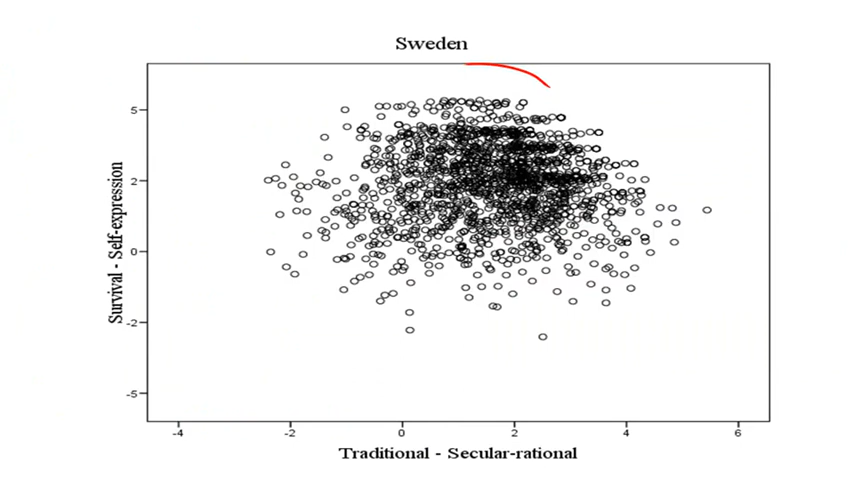 Sweden
5
2
0
-2
-5
Survival - Self-expression
-4 -2 0 2 4 6
Traditional - Secular-rational